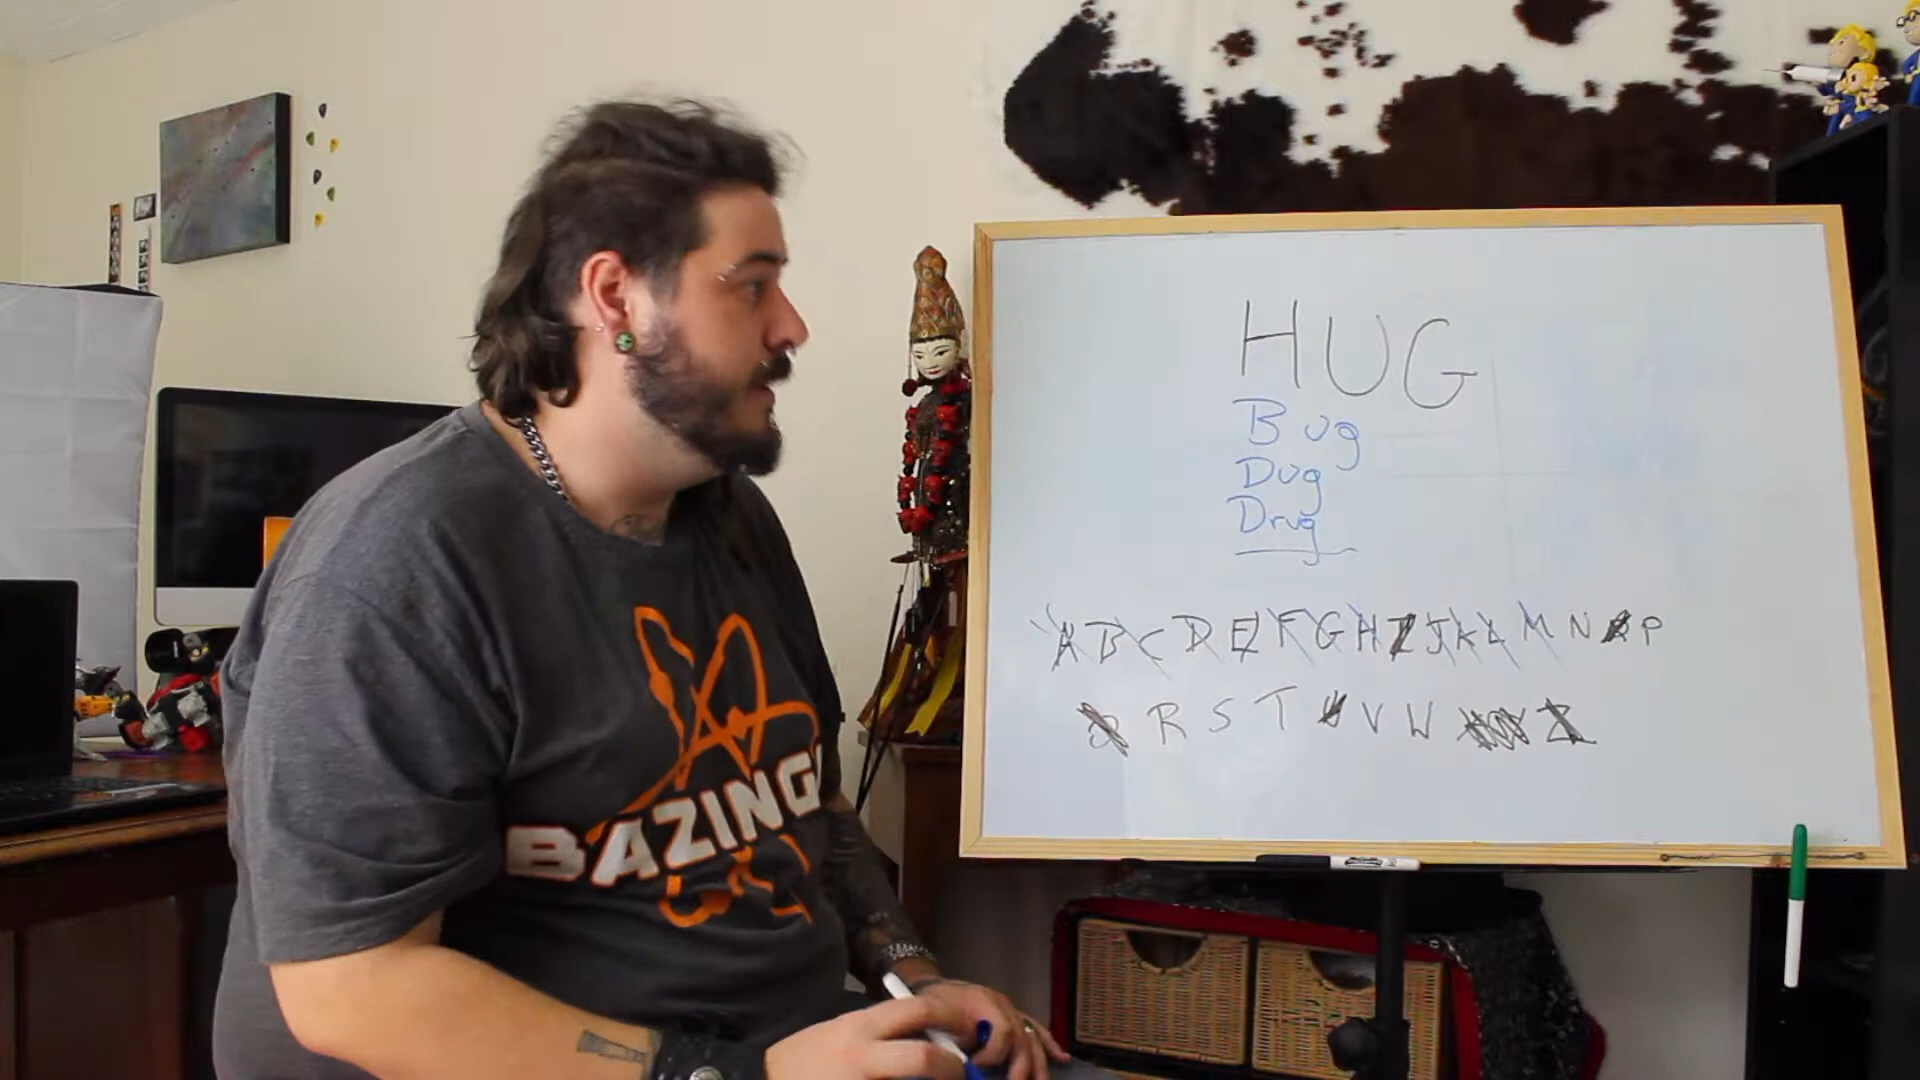 HUG
Bug
Dug
Drug
A B C D E F G H I J K L M N O P
Q R S T U V W X Y Z
BAZINGA